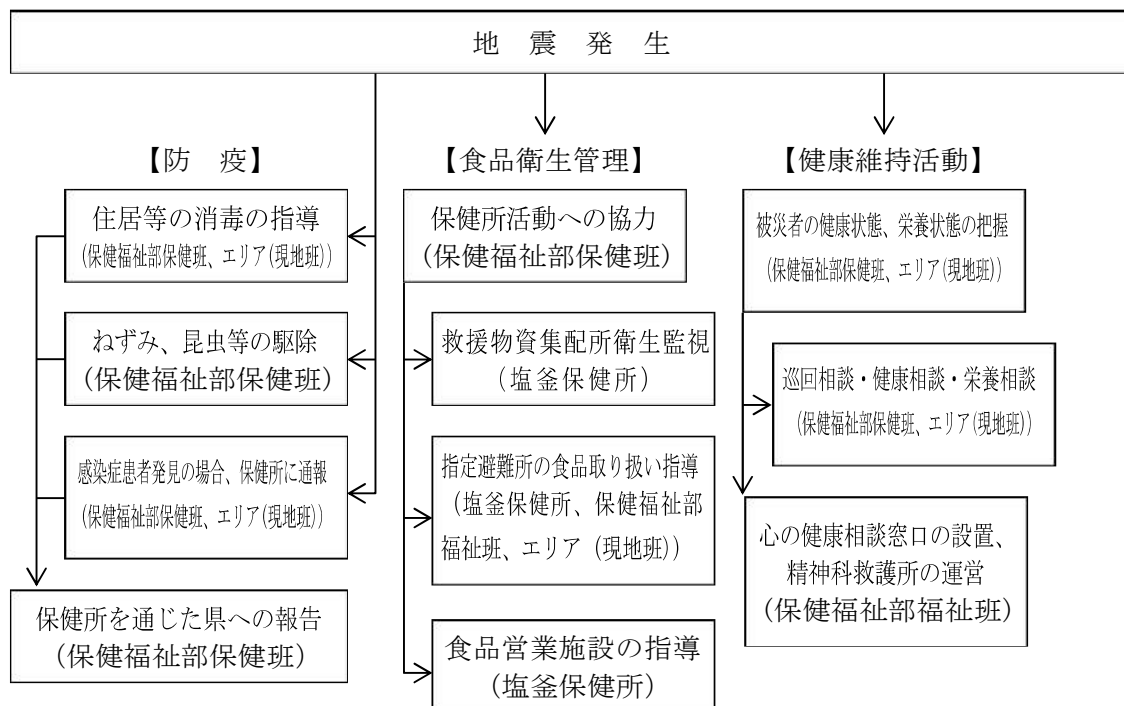 地　震　発　生
【防　疫】
住居等の消毒の指導
(保健福祉部保健班、エリア(現地班))
ねずみ、昆虫等の駆除
(保健福祉部保健班)
感染症患者発見の場合、保健所に通報
(保健福祉部保健班、エリア(現地班))
保健所を通じた県への報告
(保健福祉部保健班)
【食品衛生管理】
保健所活動への協力
(保健福祉部保健班)
救援物資集配所衛生監視
（塩釜保健所）
指定避難所の食品取り扱い指導
（塩釜保健所、保健福祉部
福祉班、エリア（現地班））
食品営業施設の指導
（塩釜保健所）
【健康維持活動】
被災者の健康状態、栄養状態の把握
(保健福祉部保健班、エリア(現地班))
巡回相談・健康相談・栄養相談
(保健福祉部保健班、エリア(現地班))
心の健康相談窓口の設置、
精神科救護所の運営
(保健福祉部福祉班)